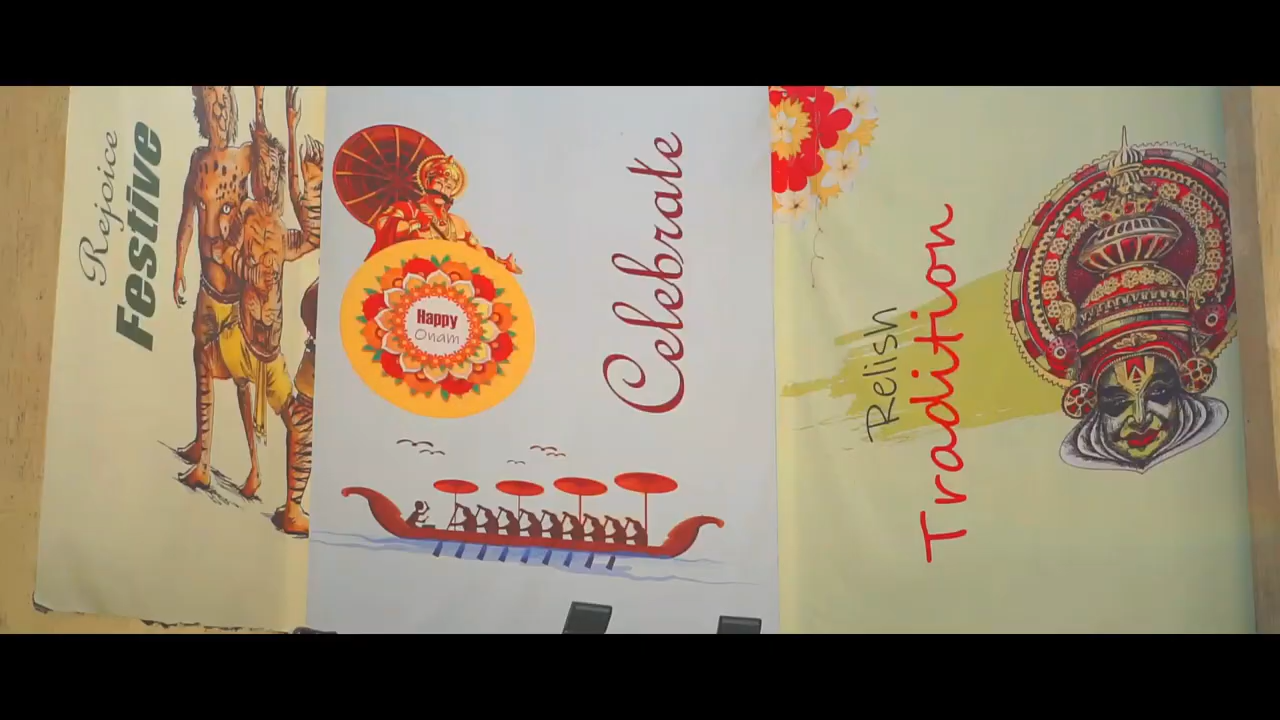 Rejoice
Festive
Happy
Onam
Celebrate
Relish
Tradition